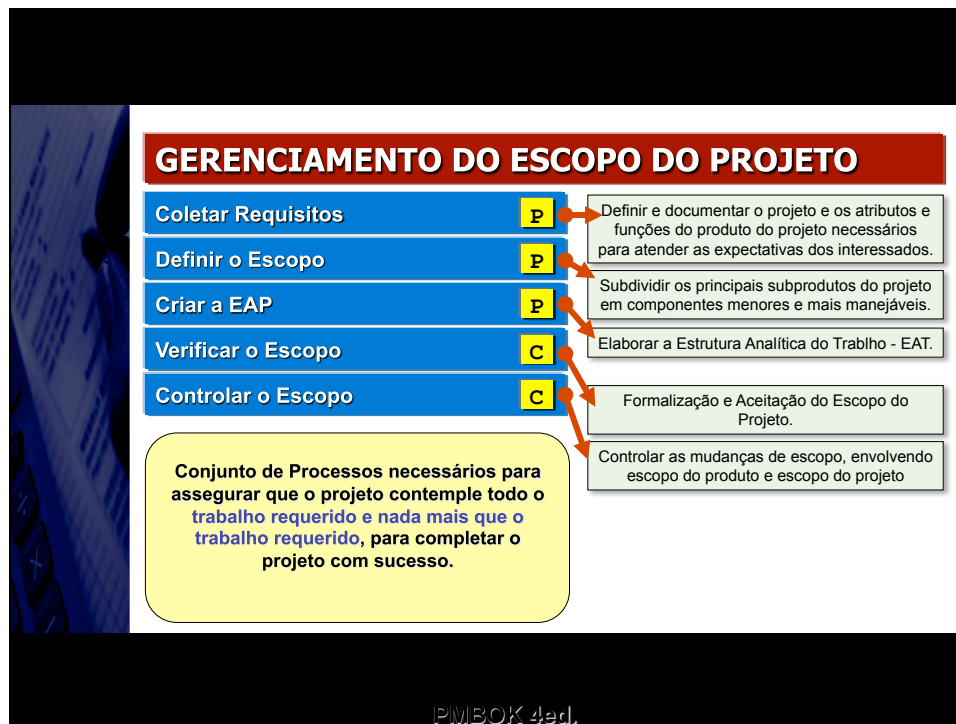 GERENCIAMENTO DO ESCOPO DO PROJETO
Coletar Requisitos P
Definir o Escopo P
Criar a EAP P
Verificar o Escopo C
Controlar o Escopo C
Definir e documentar o projeto e os atributos e
funções do produto do projeto necessários
para atender as expectativas dos interessados.
Subdividir os principais subprodutos do projeto
em componentes menores e mais manejáveis.
Elaborar a Estrutura Analítica do Trablho - EAT.
Formalização e Aceitação do Escopo do
Projeto.
Controlar as mudanças de escopo, envolvendo
escopo do produto e escopo do projeto
Conjunto de Processos necessários para
assegurar que o projeto contemple todo o
trabalho requerido e nada mais que o
trabalho requerido, para completar o
projeto com sucesso.
PMBOK 4ed.